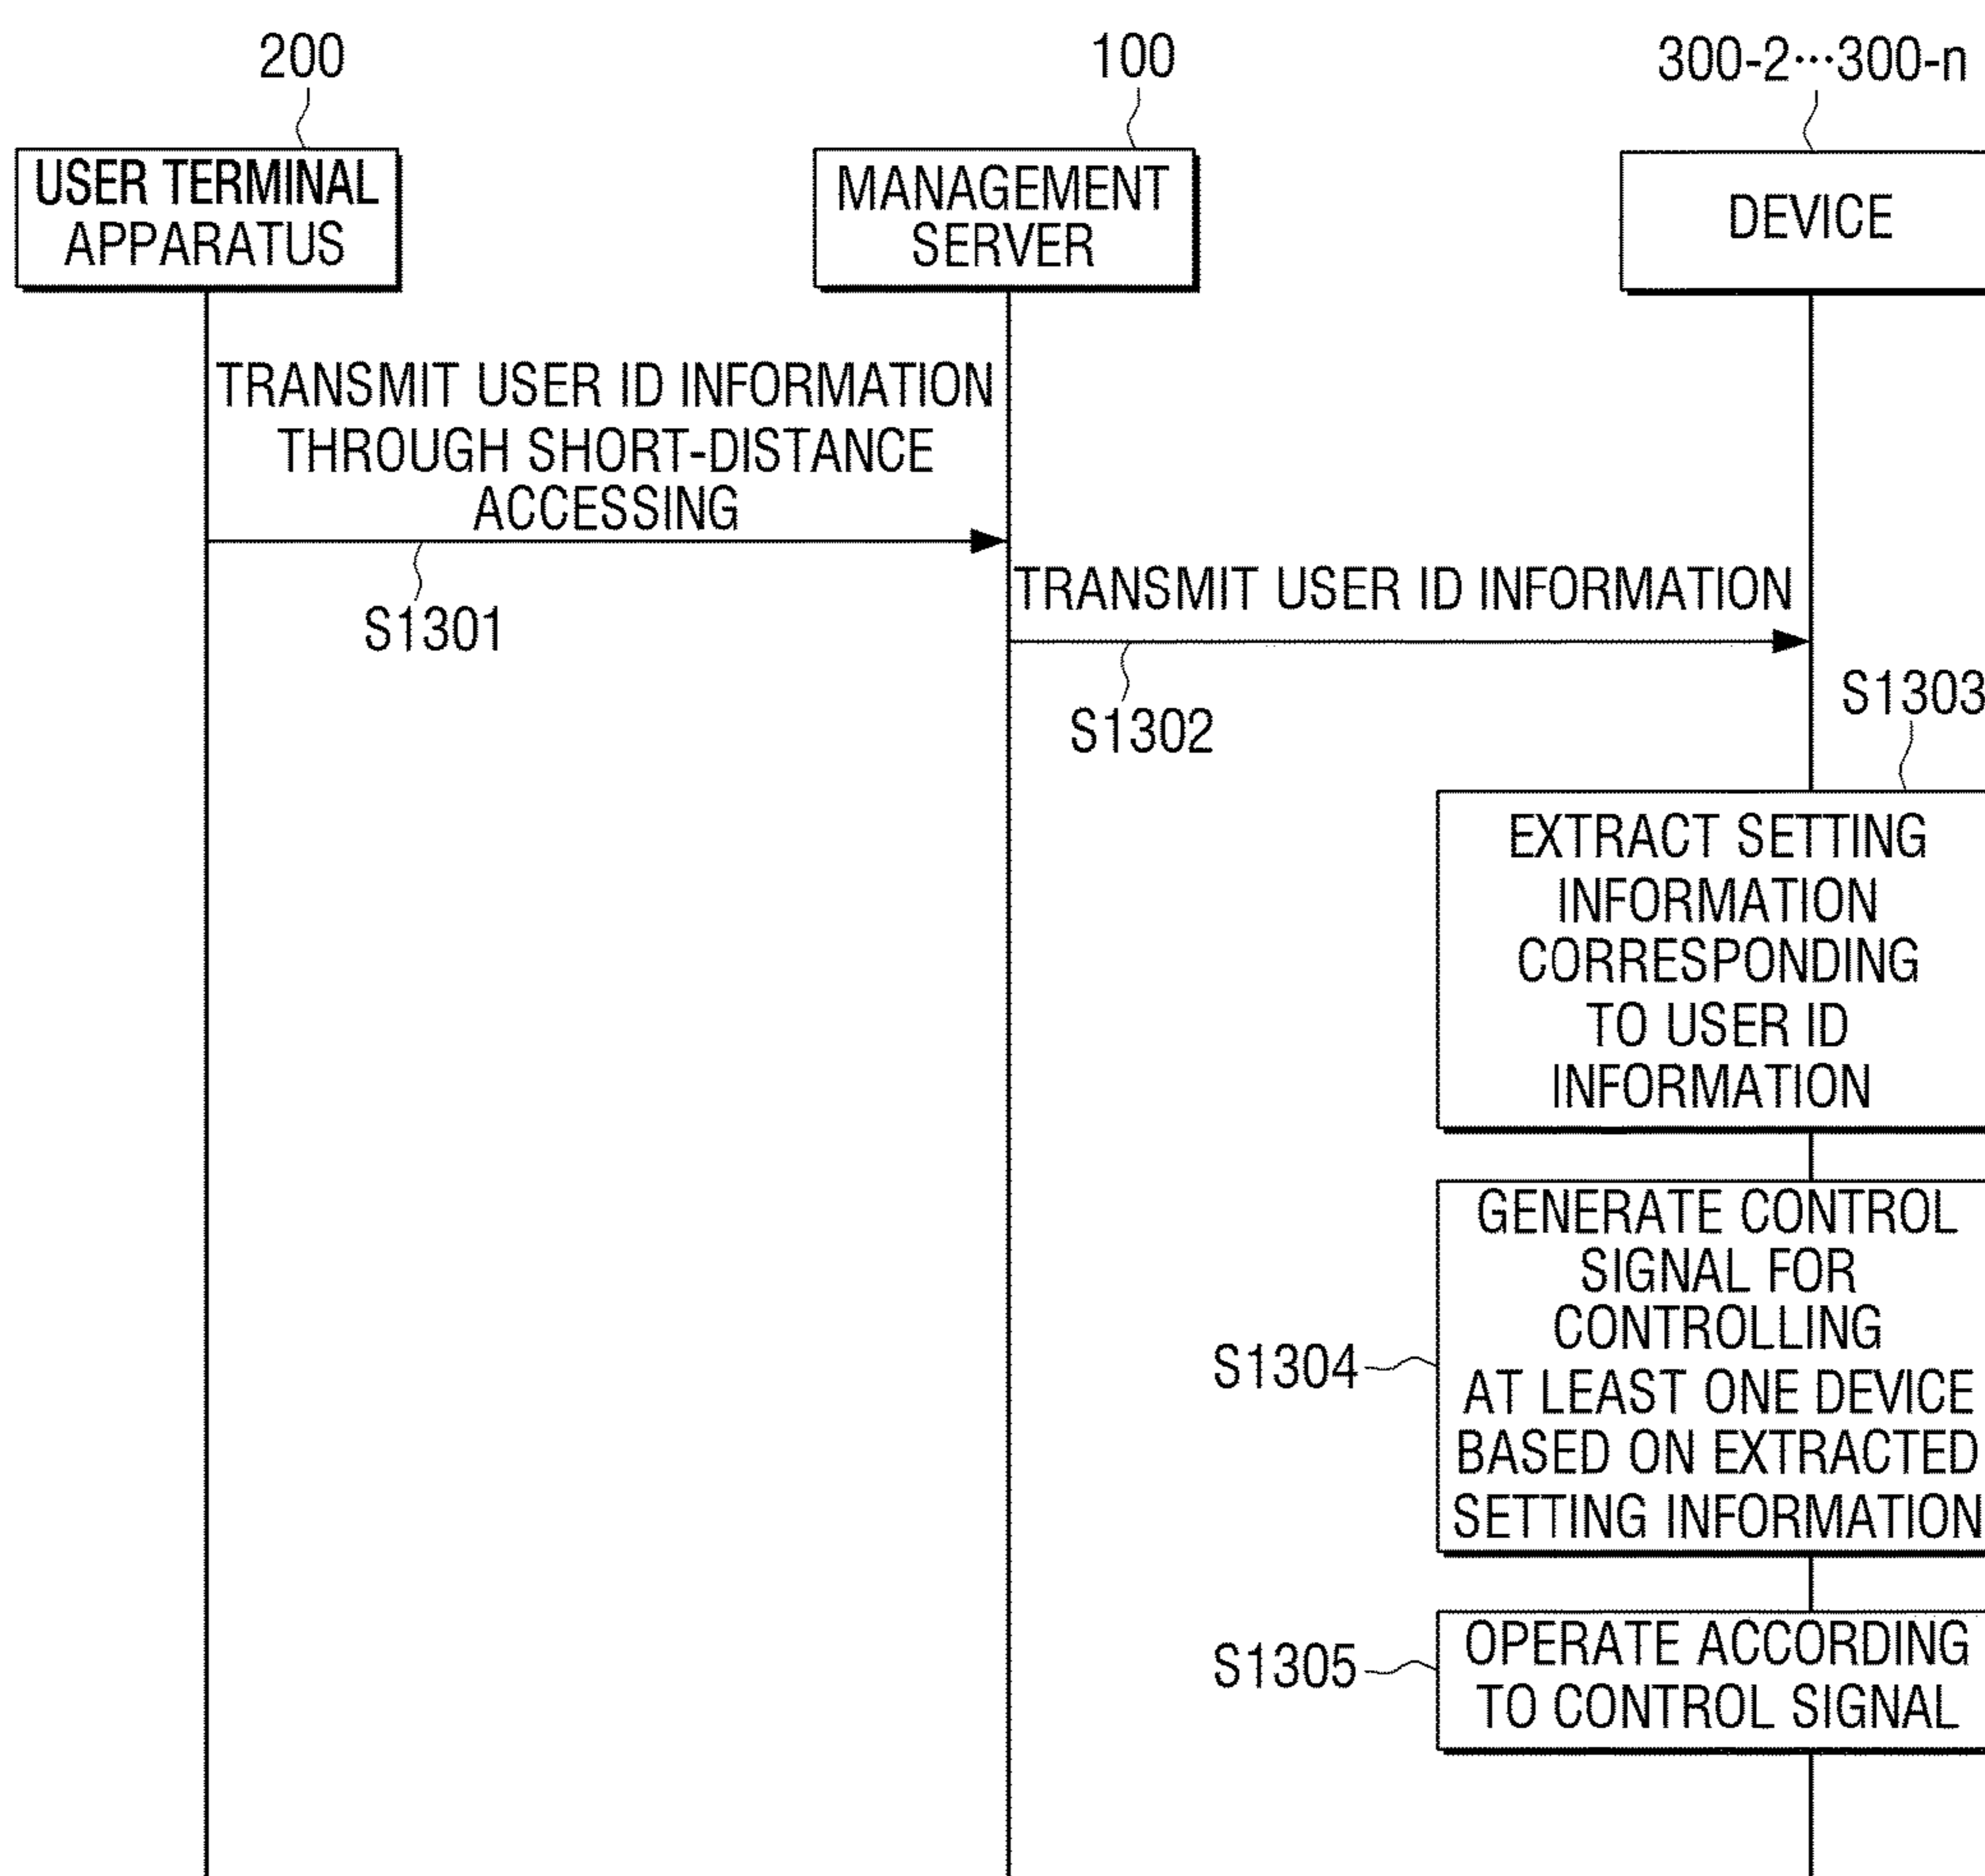 200
100
300-2···300-n
USER TERMINAL
APPARATUS
MANAGEMENT
SERVER
DEVICE
TRANSMIT USER ID INFORMATION
THROUGH SHORT-DISTANCE
ACCESSING
S1301
TRANSMIT USER ID INFORMATION
S1302
S1303
EXTRACT SETTING
INFORMATION
CORRESPONDING
TO USER ID
INFORMATION
S1304
GENERATE CONTROL
SIGNAL FOR
CONTROLLING
AT LEAST ONE DEVICE
BASED ON EXTRACTED
SETTING INFORMATION
S1305
OPERATE ACCORDING
TO CONTROL SIGNAL